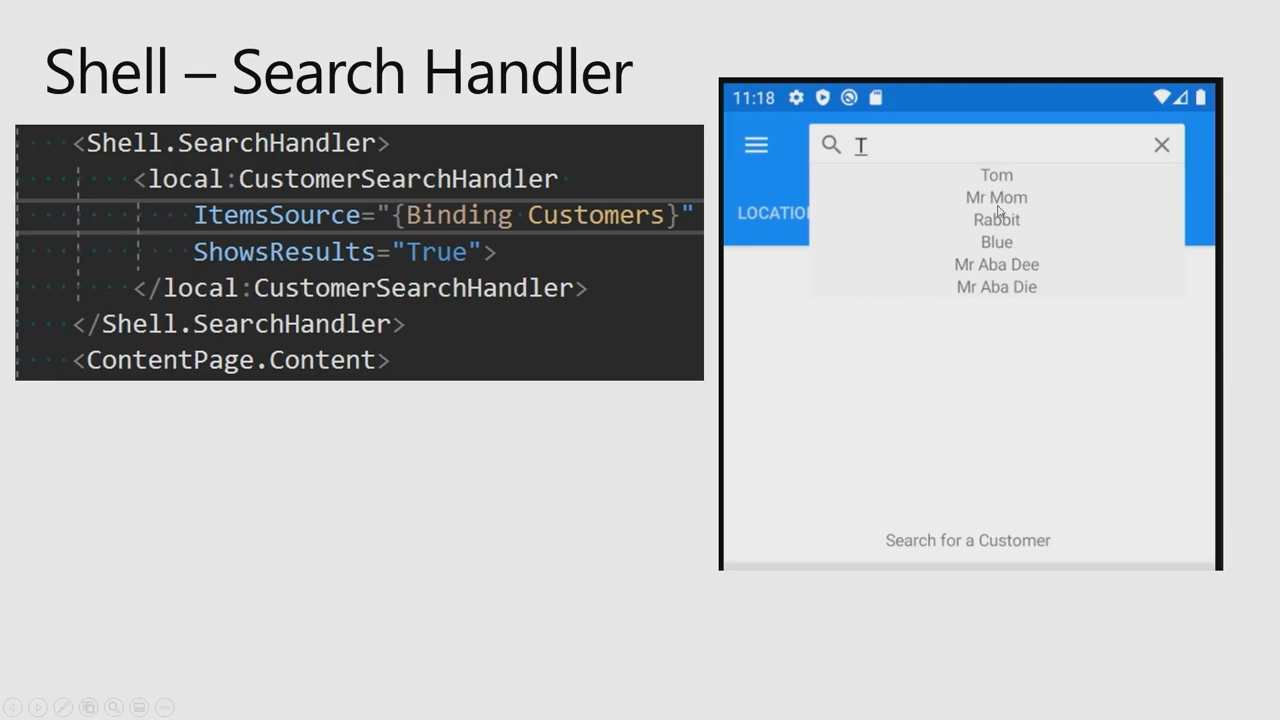 Shell – Search Handler
<Shell.SearchHandler>
<local:CustomerSearchHandler
ItemsSource="{Binding Customers}"
ShowsResults="True">
</local:CustomerSearchHandler>
</Shell.SearchHandler>
<ContentPage.Content>
11:18
T
LOCATIO
Tom
Mr Mom
Rabbit
Blue
Mr Aba Dee
Mr Aba Die
Search for a Customer